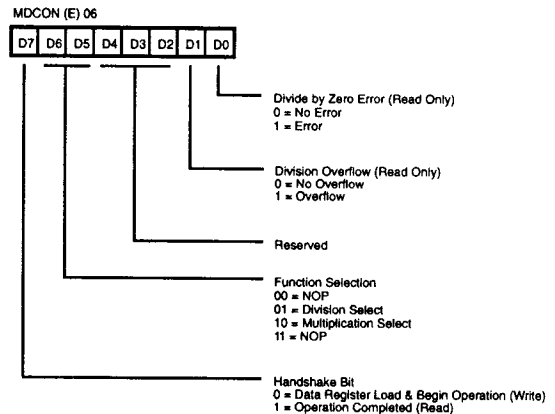 MDCON (E) 06
D7 D6 D5 D4 D3 D2 D1 D0
Divide by Zero Error (Read Only)
0 = No Error
1 = Error
Division Overflow (Read Only)
0 = No Overflow
1 = Overflow
Reserved
Function Selection
00 = NOP
01 = Division Select
10 = Multiplication Select
11 = NOP
Handshake Bit
0 = Data Register Load & Begin Operation (Write)
1 = Operation Completed (Read)